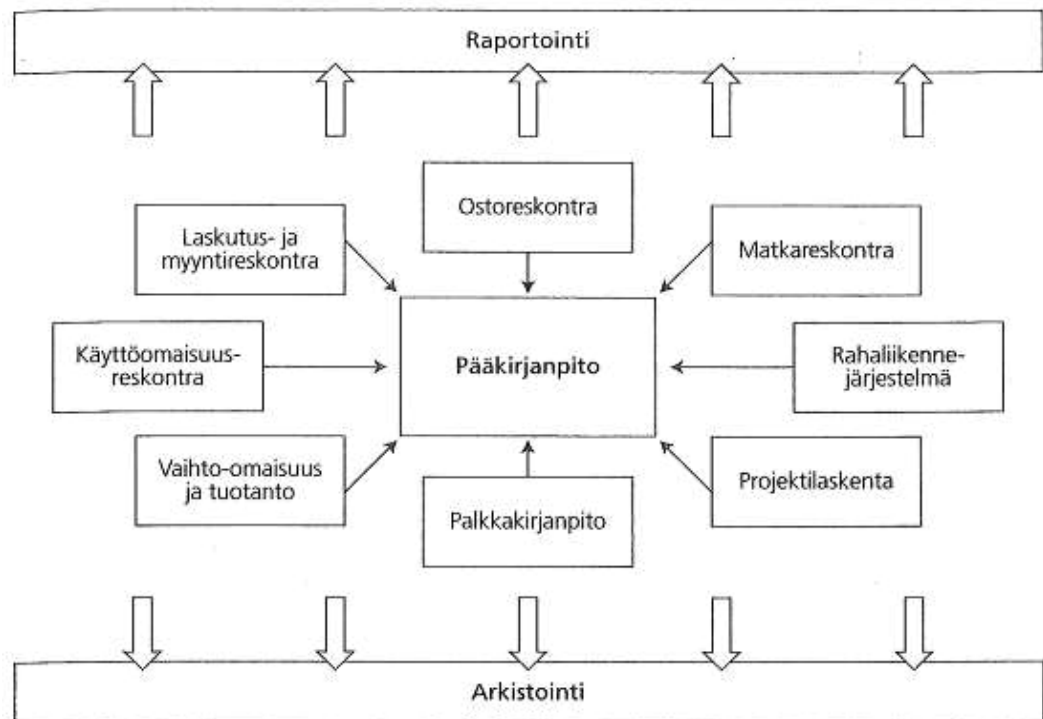 Raportointi
Ostoreskontra
Laskutus- ja
myyntireskontra
Matkareskontra
Käyttöomaisuus-
reskontra
Pääkirjanpito
Rahaliikenne-
järjestelmä
Vaihto-omaisuus
ja tuotanto
Palkkakirjanpito
Projektilaskenta
Arkistointi